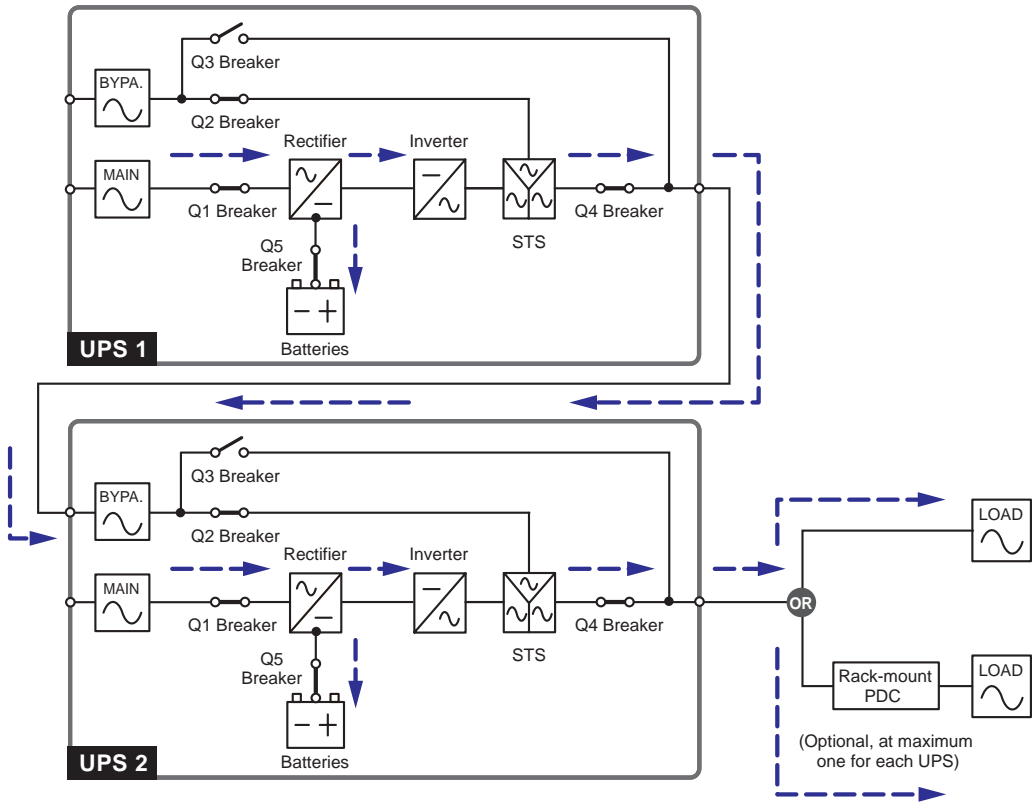 Q3 Breaker
BYPA.
Q2 Breaker
Rectifier
Inverter
MAIN
Q1 Breaker
Q4 Breaker
STS
Q5
Breaker
Batteries
UPS 1
Q3 Breaker
BYPA.
Q2 Breaker
LOAD
Rectifier
Inverter
MAIN
OR
Q1 Breaker
Q4 Breaker
STS
Q5
Breaker
Rack-mount
PDC
LOAD
(Optional, at maximum
one for each UPS)
Batteries
UPS 2